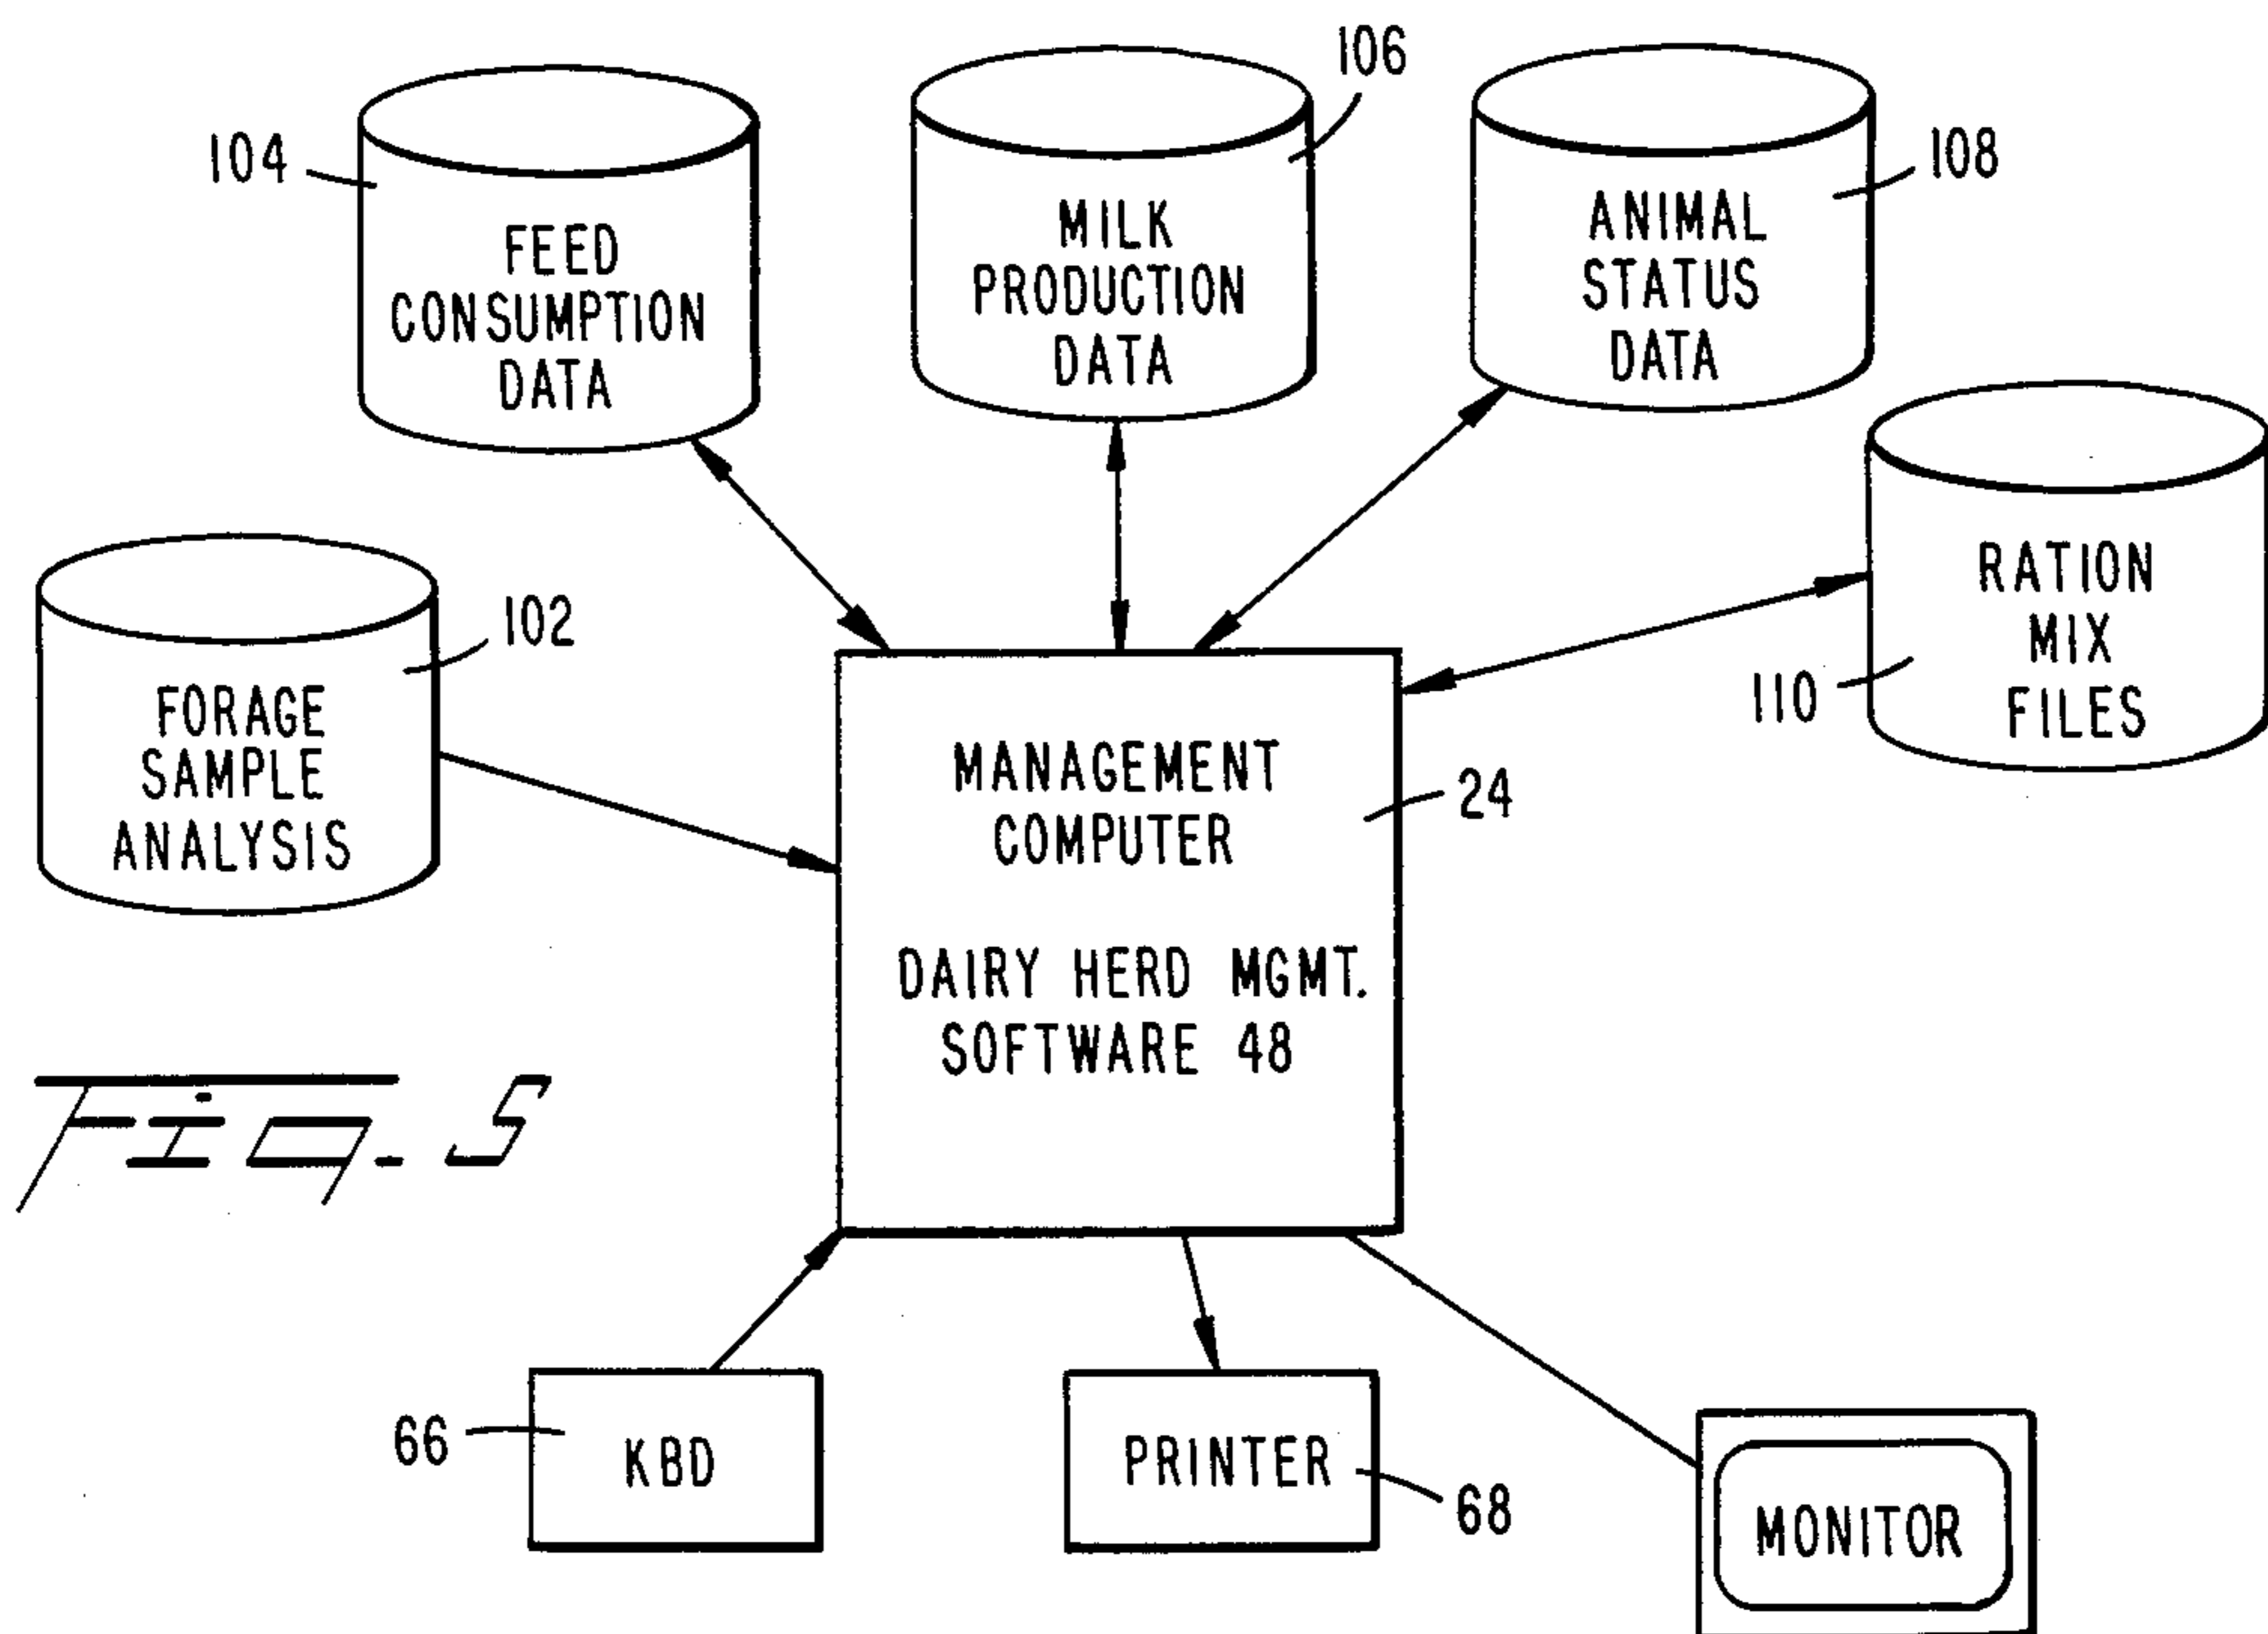 106
104
FEED
CONSUMPTION
DATA
MILK
PRODUCTION
DATA
ANIMAL
STATUS
DATA
108
102
FORAGE
SAMPLE
ANALYSIS
RATION
MIX
FILES
110
MANAGEMENT
COMPUTER
24
DAIRY HERD MGMT.
SOFTWARE 48
Fig. 5
66
KBD
PRINTER
68
MONITOR